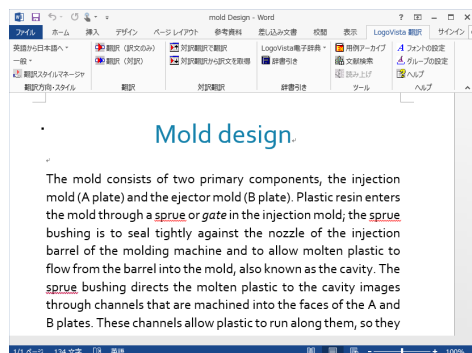 mold Design - Word
ファイル ホーム 挿入 デザイン ページ レイアウト 参考資料 差し込み文書 校閲 表示 LogoVista 翻訳 サインイン
英語から日本語へ 翻訳 (訳文のみ) 対訳翻訳で翻訳 LogoVista電子辞典 用例アーカイブ フォントの設定
一般 翻訳 (対訳) 対訳翻訳から訳文を取得 辞書引き 文献検索 グループの設定
翻訳スタイルマネージャ 読み上げ ヘルプ
翻訳方向・スタイル 翻訳 対訳翻訳 辞書引き ツール ヘルプ
Mold design
The mold consists of two primary components, the injection
mold (A plate) and the ejector mold (B plate). Plastic resin enters
the mold through a sprue or gate in the injection mold; the sprue
bushing is to seal tightly against the nozzle of the injection
barrel of the molding machine and to allow molten plastic to
flow from the barrel into the mold, also known as the cavity. The
sprue bushing directs the molten plastic to the cavity images
through channels that are machined into the faces of the A and
B plates. These channels allow plastic to run along them, so they
1/1 ページ 134 文字 英語 100%